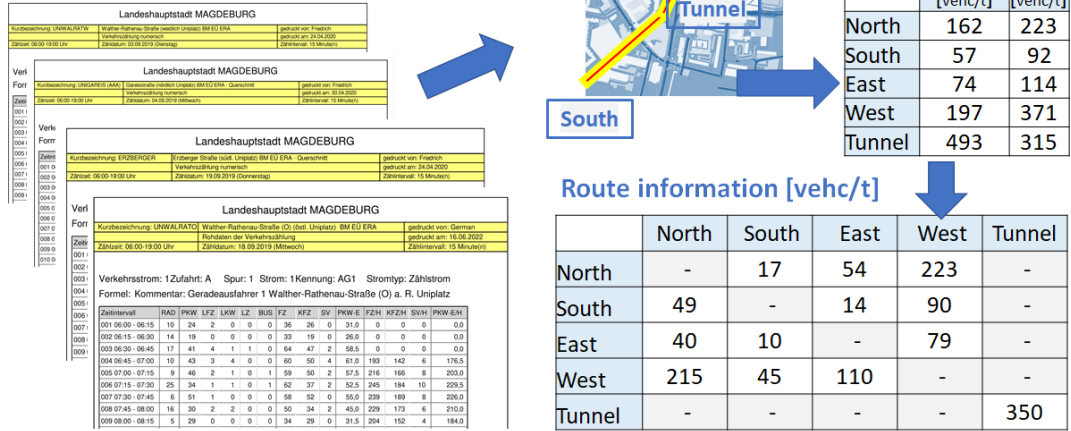 Landeshauptstadt MAGDEBURG
Kurzbezeichnung: UNIWALRATW Walther-Rathenau-Straße (westlich Uniplatz) BM EÜ ERA gedruckt von: Friedrich
Verkehrszählung numerisch gedruckt am: 24.04.2020
Zählzeit: 06:00-19:00 Uhr Zähldatum: 03.09.2019 (Dienstag) Zählintervall: 15 Minute(n)
Landeshauptstadt MAGDEBURG
Kurzbezeichnung: UNIGAREIS (AAA) Gareisstraße (nördlich Uniplatz) BM EÜ ERA gedruckt von: Friedrich
Verkehrszählung numerisch gedruckt am: 30.04.2020
Zählzeit: 06:00-19:00 Uhr Zähldatum: 04.09.2019 (Mittwoch) Zählintervall: 15 Minute(n)
Landeshauptstadt MAGDEBURG
Kurzbezeichnung: ERZBERGER Erzberger Straße (südl. Uniplatz) BM EÜ ERA - Querschnitt gedruckt von: Friedrich
Verkehrszählung numerisch gedruckt am: 24.04.2020
Zählzeit: 06:00-19:00 Uhr Zähldatum: 19.09.2019 (Donnerstag) Zählintervall: 15 Minute(n)
Landeshauptstadt MAGDEBURG
Kurzbezeichnung: UNWALRATO Walther-Rathenau-Straße (O) (östl. Uniplatz) BM EÜ ERA gedruckt von: German
Rohdaten der Verkehrszählung gedruckt am: 16.06.2022
Zählzeit: 06:00-19:00 Uhr Zähldatum: 18.09.2019 (Mittwoch) Zählintervall: 15 Minute(n)
Verkehrsstrom: 1 Zufahrt: A Spur: 1 Strom: 1 Kennung: AG1 Stromtyp: Zählstrom
Formel: Kommentar: Geradeausfahrer 1 Walther-Rathenau-Straße (O) a. R. Uniplatz
Zeitintervall RAD PKW LFZ LKW LZ BUS FZ KFZ SV PKW-E FZ/H KFZ/H SV/H PKW-E/H
001 06:00 - 06:15 10 24 2 0 0 0 36 26 0 31,0 0 0 0 0,0
002 06:15 - 06:30 14 19 0 0 0 0 33 19 0 26,0 0 0 0 0,0
003 06:30 - 06:45 17 41 4 1 1 0 64 47 2 58,5 0 0 0 0,0
004 06:45 - 07:00 10 43 3 4 0 0 60 50 4 61,0 193 142 6 176,5
005 07:00 - 07:15 9 46 2 1 0 1 59 50 2 57,5 216 166 8 203,0
006 07:15 - 07:30 25 34 1 1 0 1 62 37 2 52,5 245 184 10 229,5
007 07:30 - 07:45 6 51 1 0 0 0 58 52 0 55,0 239 189 8 226,0
008 07:45 - 08:00 16 30 2 2 0 0 50 34 2 45,0 229 173 6 210,0
009 08:00 - 08:15 5 29 0 0 0 0 34 29 0 31,5 204 152 4 184,0
Tunnel
South
[vehc/t] [vehc/t]
North 162 223
South 57 92
East 74 114
West 197 371
Tunnel 493 315
Route information [vehc/t]
North South East West Tunnel
North - 17 54 223 -
South 49 - 14 90 -
East 40 10 - 79 -
West 215 45 110 - -
Tunnel - - - - 350